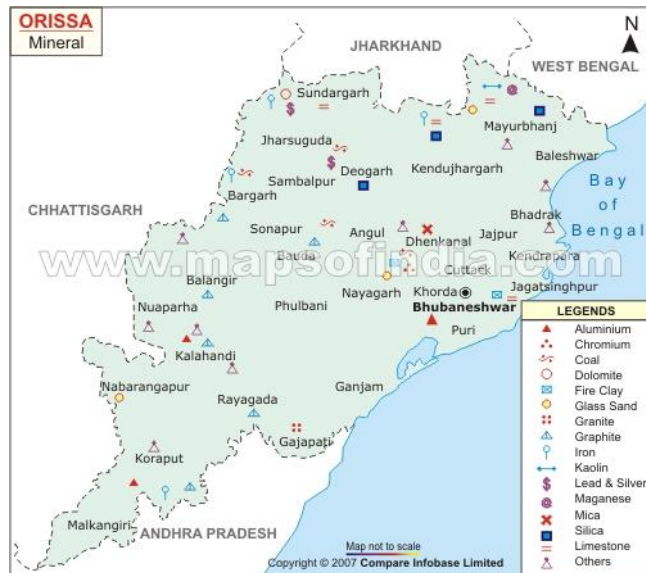 ORISSA
Mineral
N
JHARKHAND
WEST BENGAL
Sundargarh
Mayurbhanj
Jharsuguda
Baleshwar
Deogarh
Kendujhargarh
Sambalpur
Bargarh
Bay
of
Bengal
CHHATTISGARH
Bhadrak
Sonapur
Angul
Jajpur
Dhenkanal
Bauda
Kendrapara
www.mapsofindia.com
Cuttack
Balangir
Nayagarh
Khorda
Jagatsinghpur
Nuaparha
Phulbani
Bhubaneshwar
Puri
Kalahandi
Nabarangapur
Ganjam
Rayagada
Gajapati
Koraput
Malkangiri
ANDHRA PRADESH
LEGENDS
Aluminium
Chromium
Coal
Dolomite
Fire Clay
Glass Sand
Granite
Graphite
Iron
Kaolin
Lead & Silver
Maganese
Mica
Silica
Limestone
Others
Map not to scale
Copyright © 2007 Compare Infobase Limited